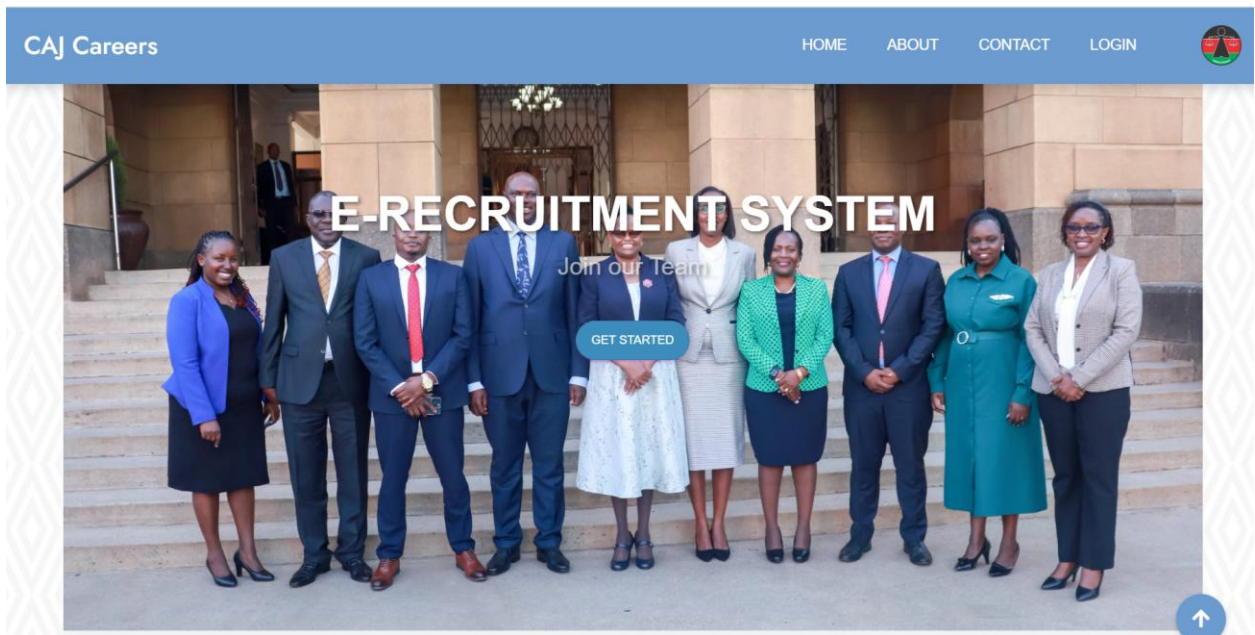 CAJ Careers
HOME ABOUT CONTACT LOGIN
E-RECRUITMENT SYSTEM
Join our Team
GET STARTED